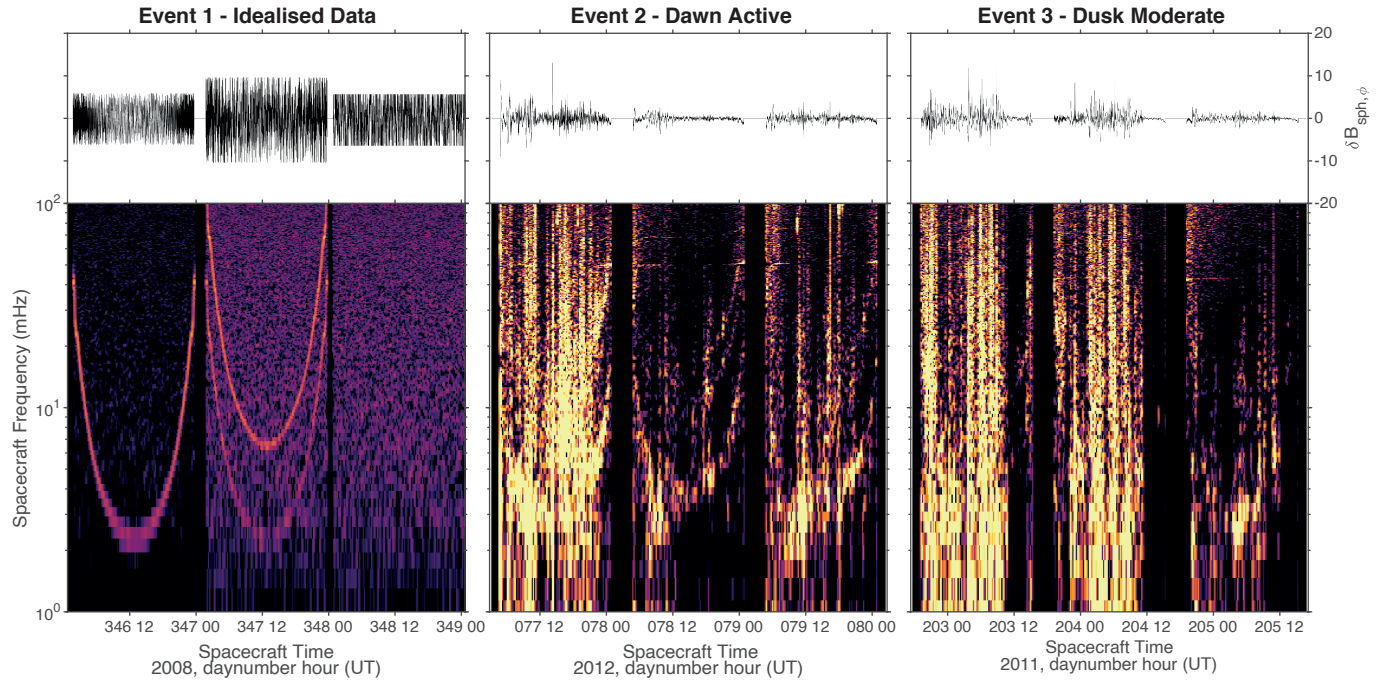 Event 1 - Idealised Data
Event 2 - Dawn Active
Event 3 - Dusk Moderate
20
10
0
-10
-20
δB_sph,ϕ
10²
10¹
10⁰
Spacecraft Frequency (mHz)
346 12 347 00 347 12 348 00 348 12 349 00
077 12 078 00 078 12 079 00 079 12 080 00
203 00 203 12 204 00 204 12 205 00 205 12
Spacecraft Time
2008, daynumber hour (UT)
Spacecraft Time
2012, daynumber hour (UT)
Spacecraft Time
2011, daynumber hour (UT)